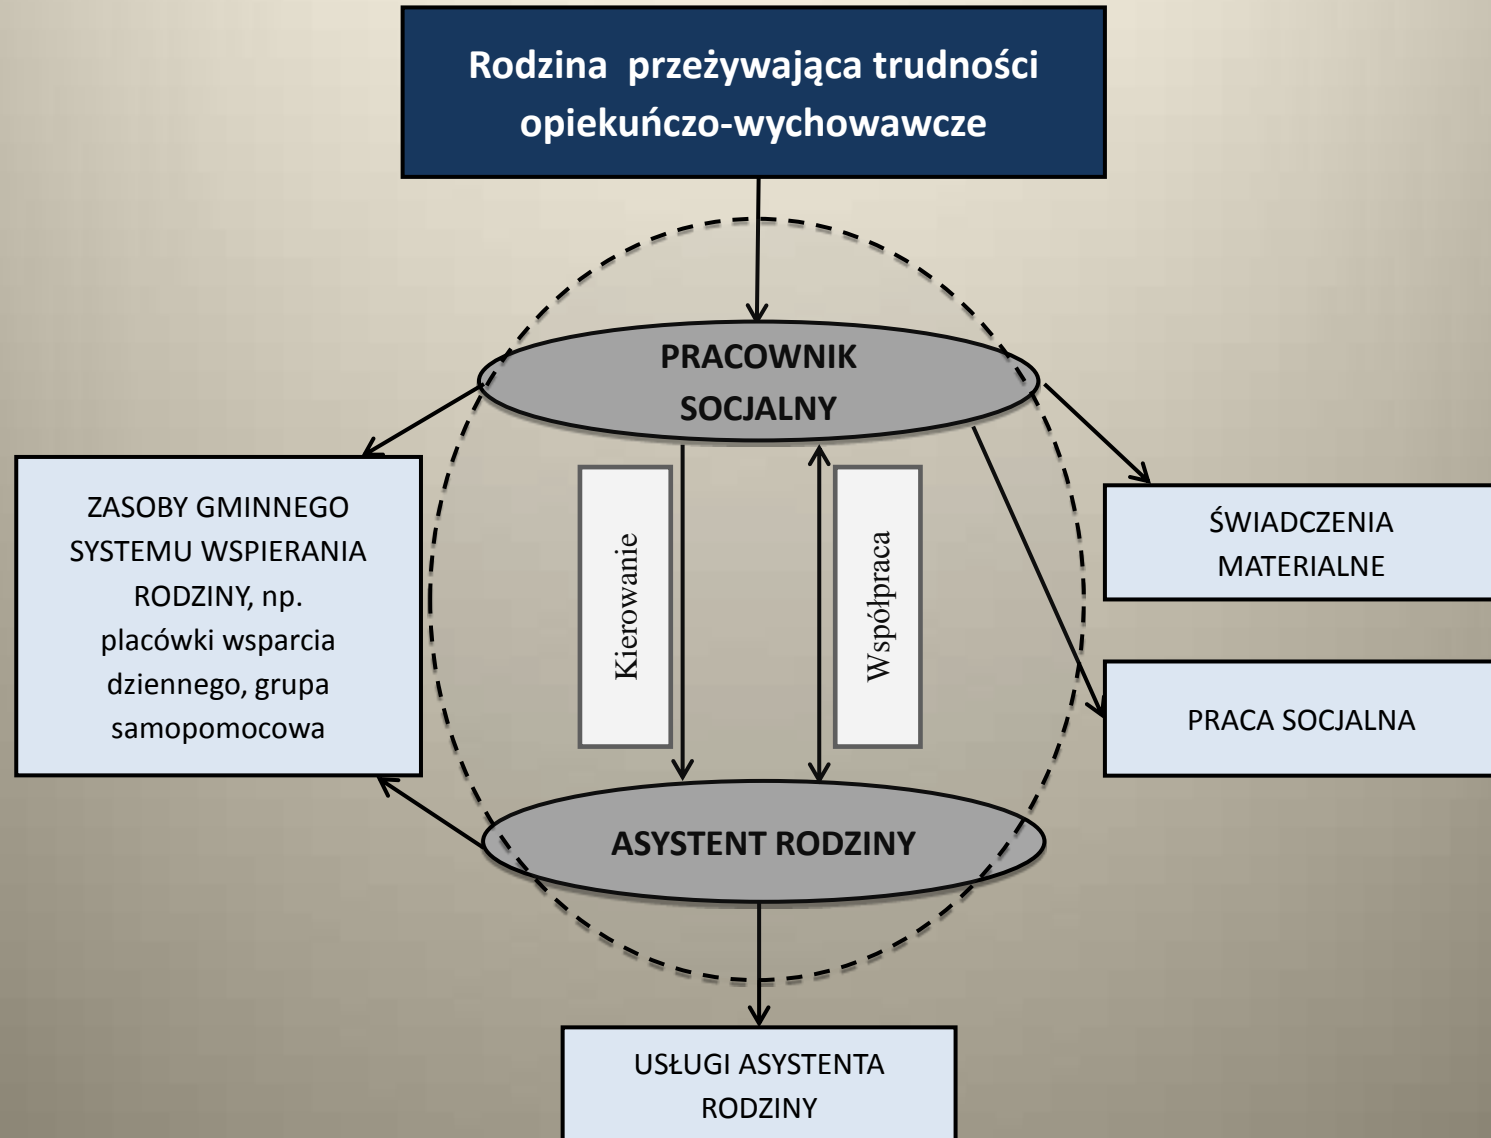 Rodzina przeżywająca trudności
opiekuńczo-wychowawcze
PRACOWNIK
SOCJALNY
ZASOBY GMINNEGO
SYSTEMU WSPIERANIA
RODZINY, np.
placówki wsparcia
dziennego, grupa
samopomocowa
Kierowanie
Współpraca
ŚWIADCZENIA
MATERIALNE
PRACA SOCJALNA
ASYSTENT RODZINY
USŁUGI ASYSTENTA
RODZINY